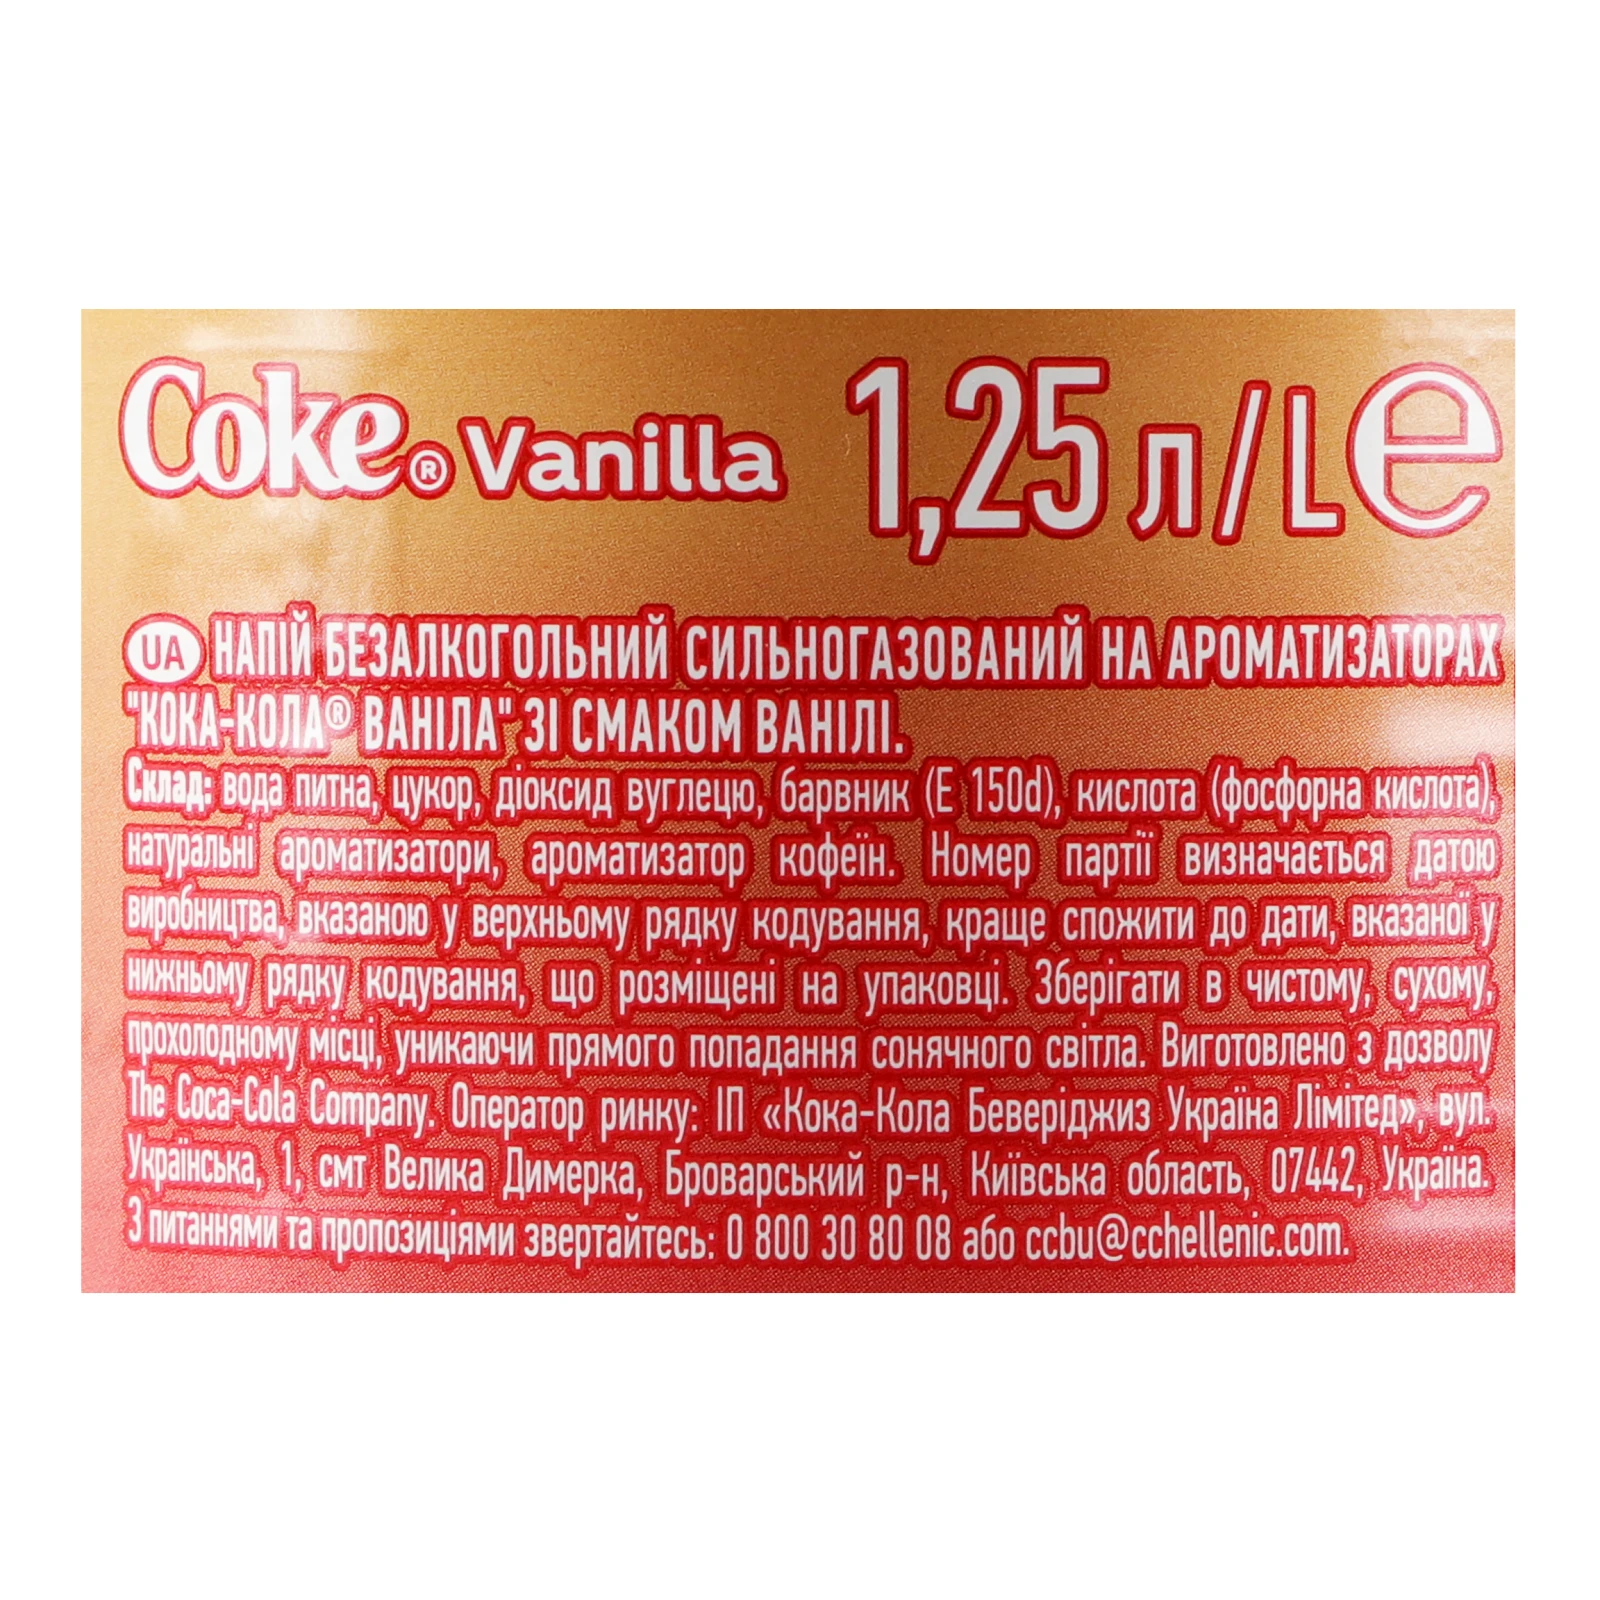 Coke® Vanilla 1,25 л / L e
UA НАПІЙ БЕЗАЛКОГОЛЬНИЙ СИЛЬНОГАЗОВАНИЙ НА АРОМАТИЗАТОРАХ
"КОКА-КОЛА® ВАНІЛА" ЗІ СМАКОМ ВАНІЛІ.
Склад: вода питна, цукор, діоксид вуглецю, барвник (Е 150d), кислота (фосфорна кислота),
натуральні ароматизатори, ароматизатор кофеїн. Номер партії визначається датою
виробництва, вказаною у верхньому рядку кодування, краще спожити до дати, вказаної у
нижньому рядку кодування, що розміщені на упаковці. Зберігати в чистому, сухому,
прохолодному місці, уникаючи прямого попадання сонячного світла. Виготовлено з дозволу
The Coca-Cola Company. Оператор ринку: ІП «Кока-Кола Беверіджиз Україна Лімітед», вул.
Українська, 1, смт Велика Димерка, Броварський р-н, Київська область, 07442, Україна.
З питаннями та пропозиціями звертайтесь: 0 800 30 80 08 або ccbu@cchellenic.com.